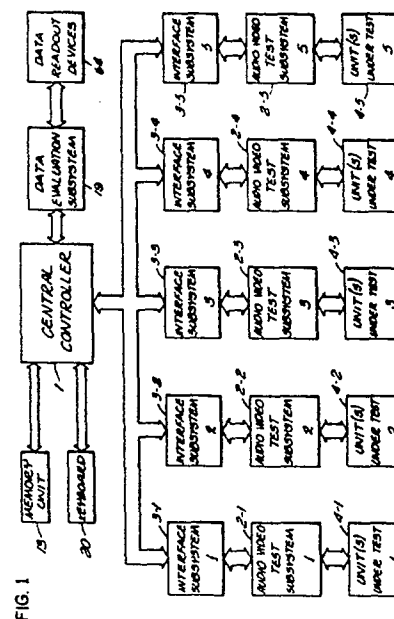 FIG. 1
MEMORY UNIT
13
KEYBOARD
20
CENTRAL CONTROLLER
1
DATA EVALUATION SUBSYSTEM
19
DATA READOUT DEVICES
64
3-1
INTERFACE SUBSYSTEM
1
2-1
AUDIO VIDEO TEST SUBSYSTEM
1
4-1
UNIT(S) UNDER TEST
1
3-2
INTERFACE SUBSYSTEM
2
2-2
AUDIO VIDEO TEST SUBSYSTEM
2
4-2
UNIT(S) UNDER TEST
2
3-3
INTERFACE SUBSYSTEM
3
2-3
AUDIO VIDEO TEST SUBSYSTEM
3
4-3
UNIT(S) UNDER TEST
3
3-4
INTERFACE SUBSYSTEM
4
2-4
AUDIO VIDEO TEST SUBSYSTEM
4
4-4
UNIT(S) UNDER TEST
4
INTERFACE SUBSYSTEM
5
3-5
AUDIO VIDEO TEST SUBSYSTEM
5
2-5
UNIT(S) UNDER TEST
5
4-5